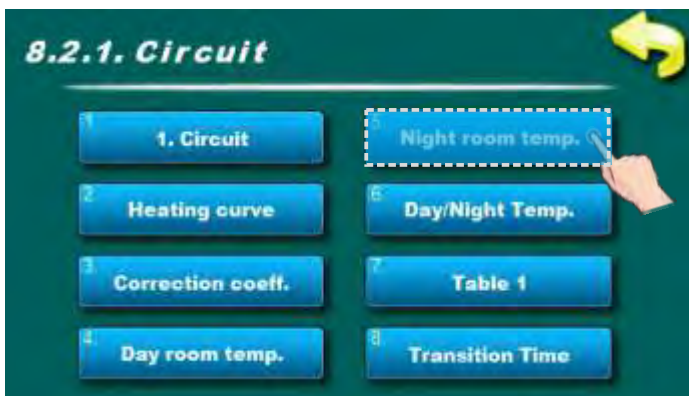 8.2.1. Circuit
1
1. Circuit
2
Heating curve
3
Correction coeff.
4
Day room temp.
5
Night room temp.
6
Day/Night Temp.
7
Table 1
8
Transition Time